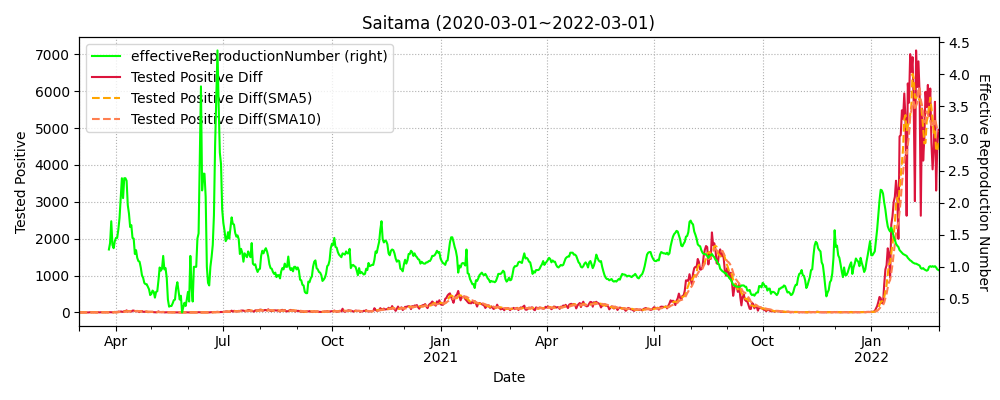 Saitama (2020-03-01~2022-03-01)
effectiveReproductionNumber (right)
Tested Positive Diff
Tested Positive Diff(SMA5)
Tested Positive Diff(SMA10)
Tested Positive
7000
6000
5000
4000
3000
2000
1000
0
4.5
4.0
3.5
3.0
2.5
2.0
1.5
1.0
0.5
Effective Reproduction Number
Apr Jul Oct Jan Apr Jul Oct Jan
2021 2022
Date